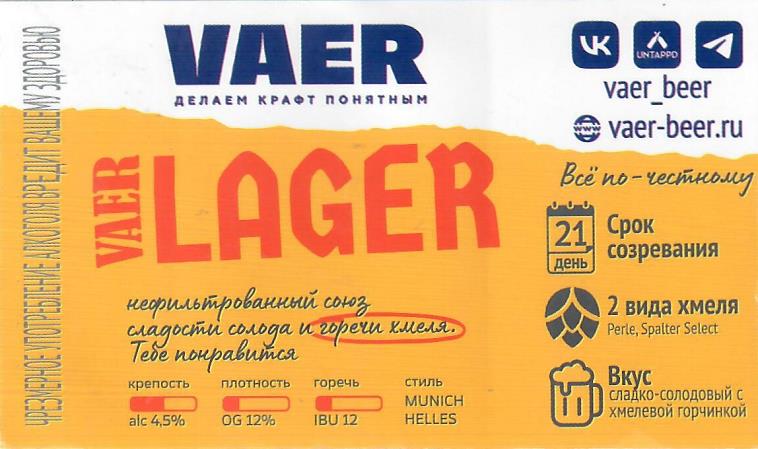 ЧРЕЗМЕРНОЕ УПОТРЕБЛЕНИЕ АЛКОГОЛЯ ВРЕДИТ ВАШЕМУ ЗДОРОВЬЮ
VAER
ДЕЛАЕМ КРАФТ ПОНЯТНЫМ
UNTAPPD
vaer_beer
www vaer-beer.ru
VAER LAGER
нефильтрованный союз
сладости солода и горечи хмеля.
Тебе понравится
крепость
alc 4,5%
плотность
OG 12%
горечь
IBU 12
стиль
MUNICH
HELLES
Всё по-честному
21
день
Срок
созревания
2 вида хмеля
Perle, Spalter Select
Вкус
сладко-солодовый с
хмелевой горчинкой